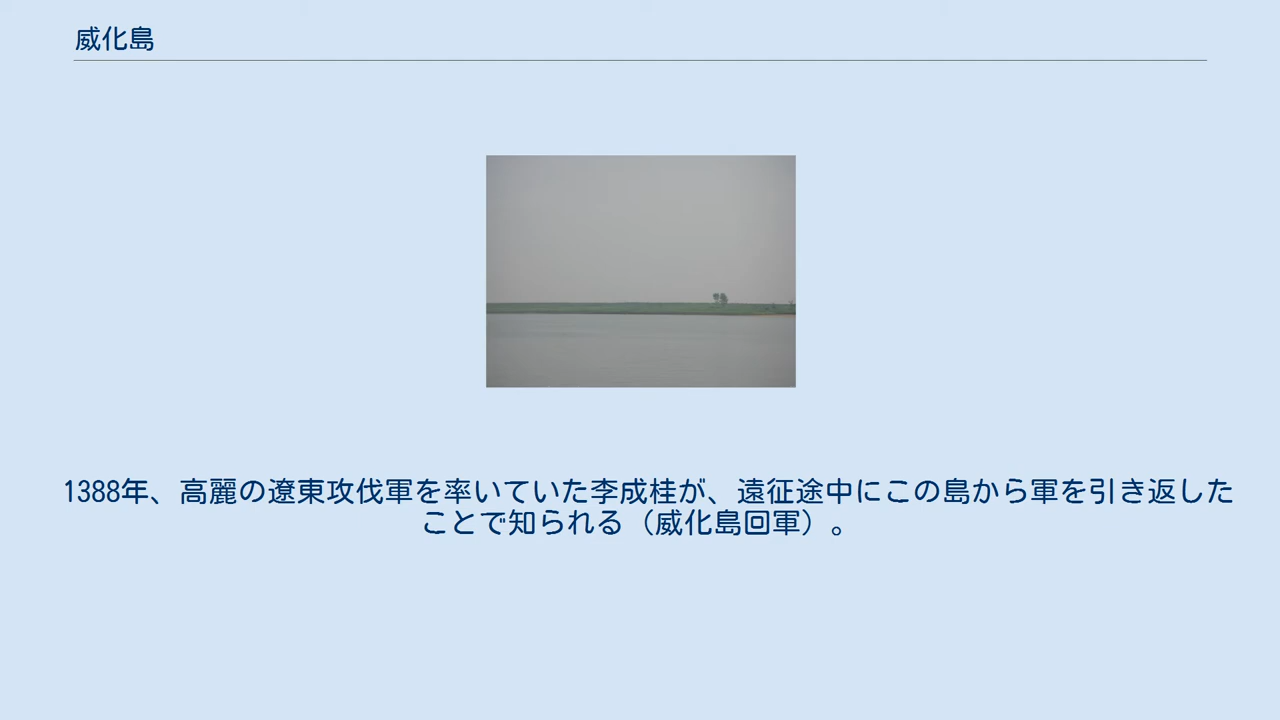 威化島
1388年、高麗の遼東攻伐軍を率いていた李成桂が、遠征途中にこの島から軍を引き返した
ことで知られる（威化島回軍）。